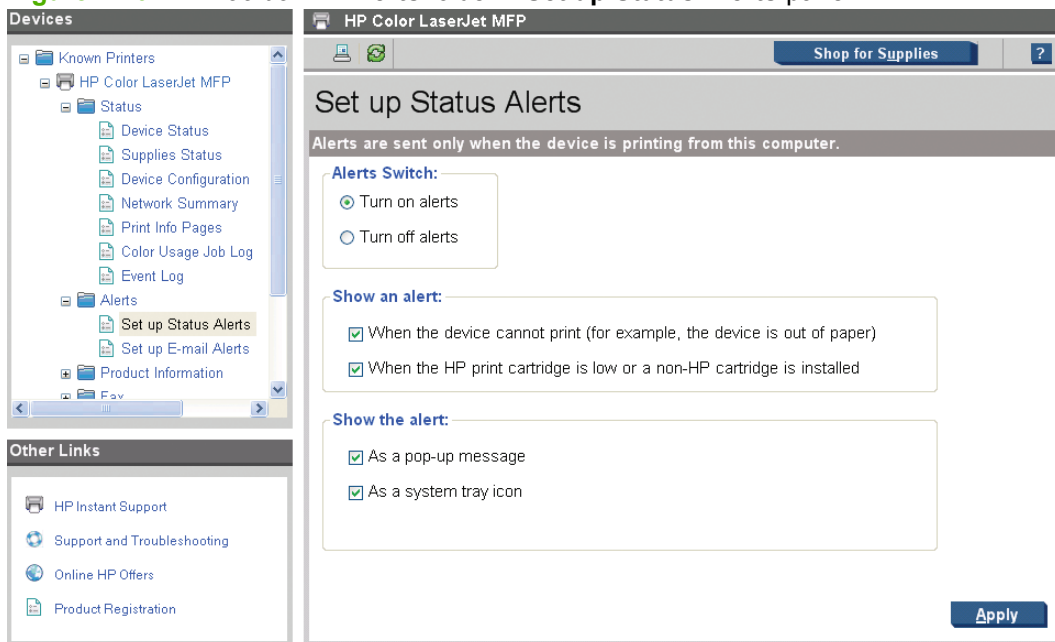 Devices
Known Printers
HP Color LaserJet MFP
Status
Device Status
Supplies Status
Device Configuration
Network Summary
Print Info Pages
Color Usage Job Log
Event Log
Alerts
Set up Status Alerts
Set up E-mail Alerts
Product Information
Fax
Other Links
HP Instant Support
Support and Troubleshooting
Online HP Offers
Product Registration
HP Color LaserJet MFP
Shop for Supplies
?
Set up Status Alerts
Alerts are sent only when the device is printing from this computer.
Alerts Switch:
Turn on alerts
Turn off alerts
Show an alert:
When the device cannot print (for example, the device is out of paper)
When the HP print cartridge is low or a non-HP cartridge is installed
Show the alert:
As a pop-up message
As a system tray icon
Apply